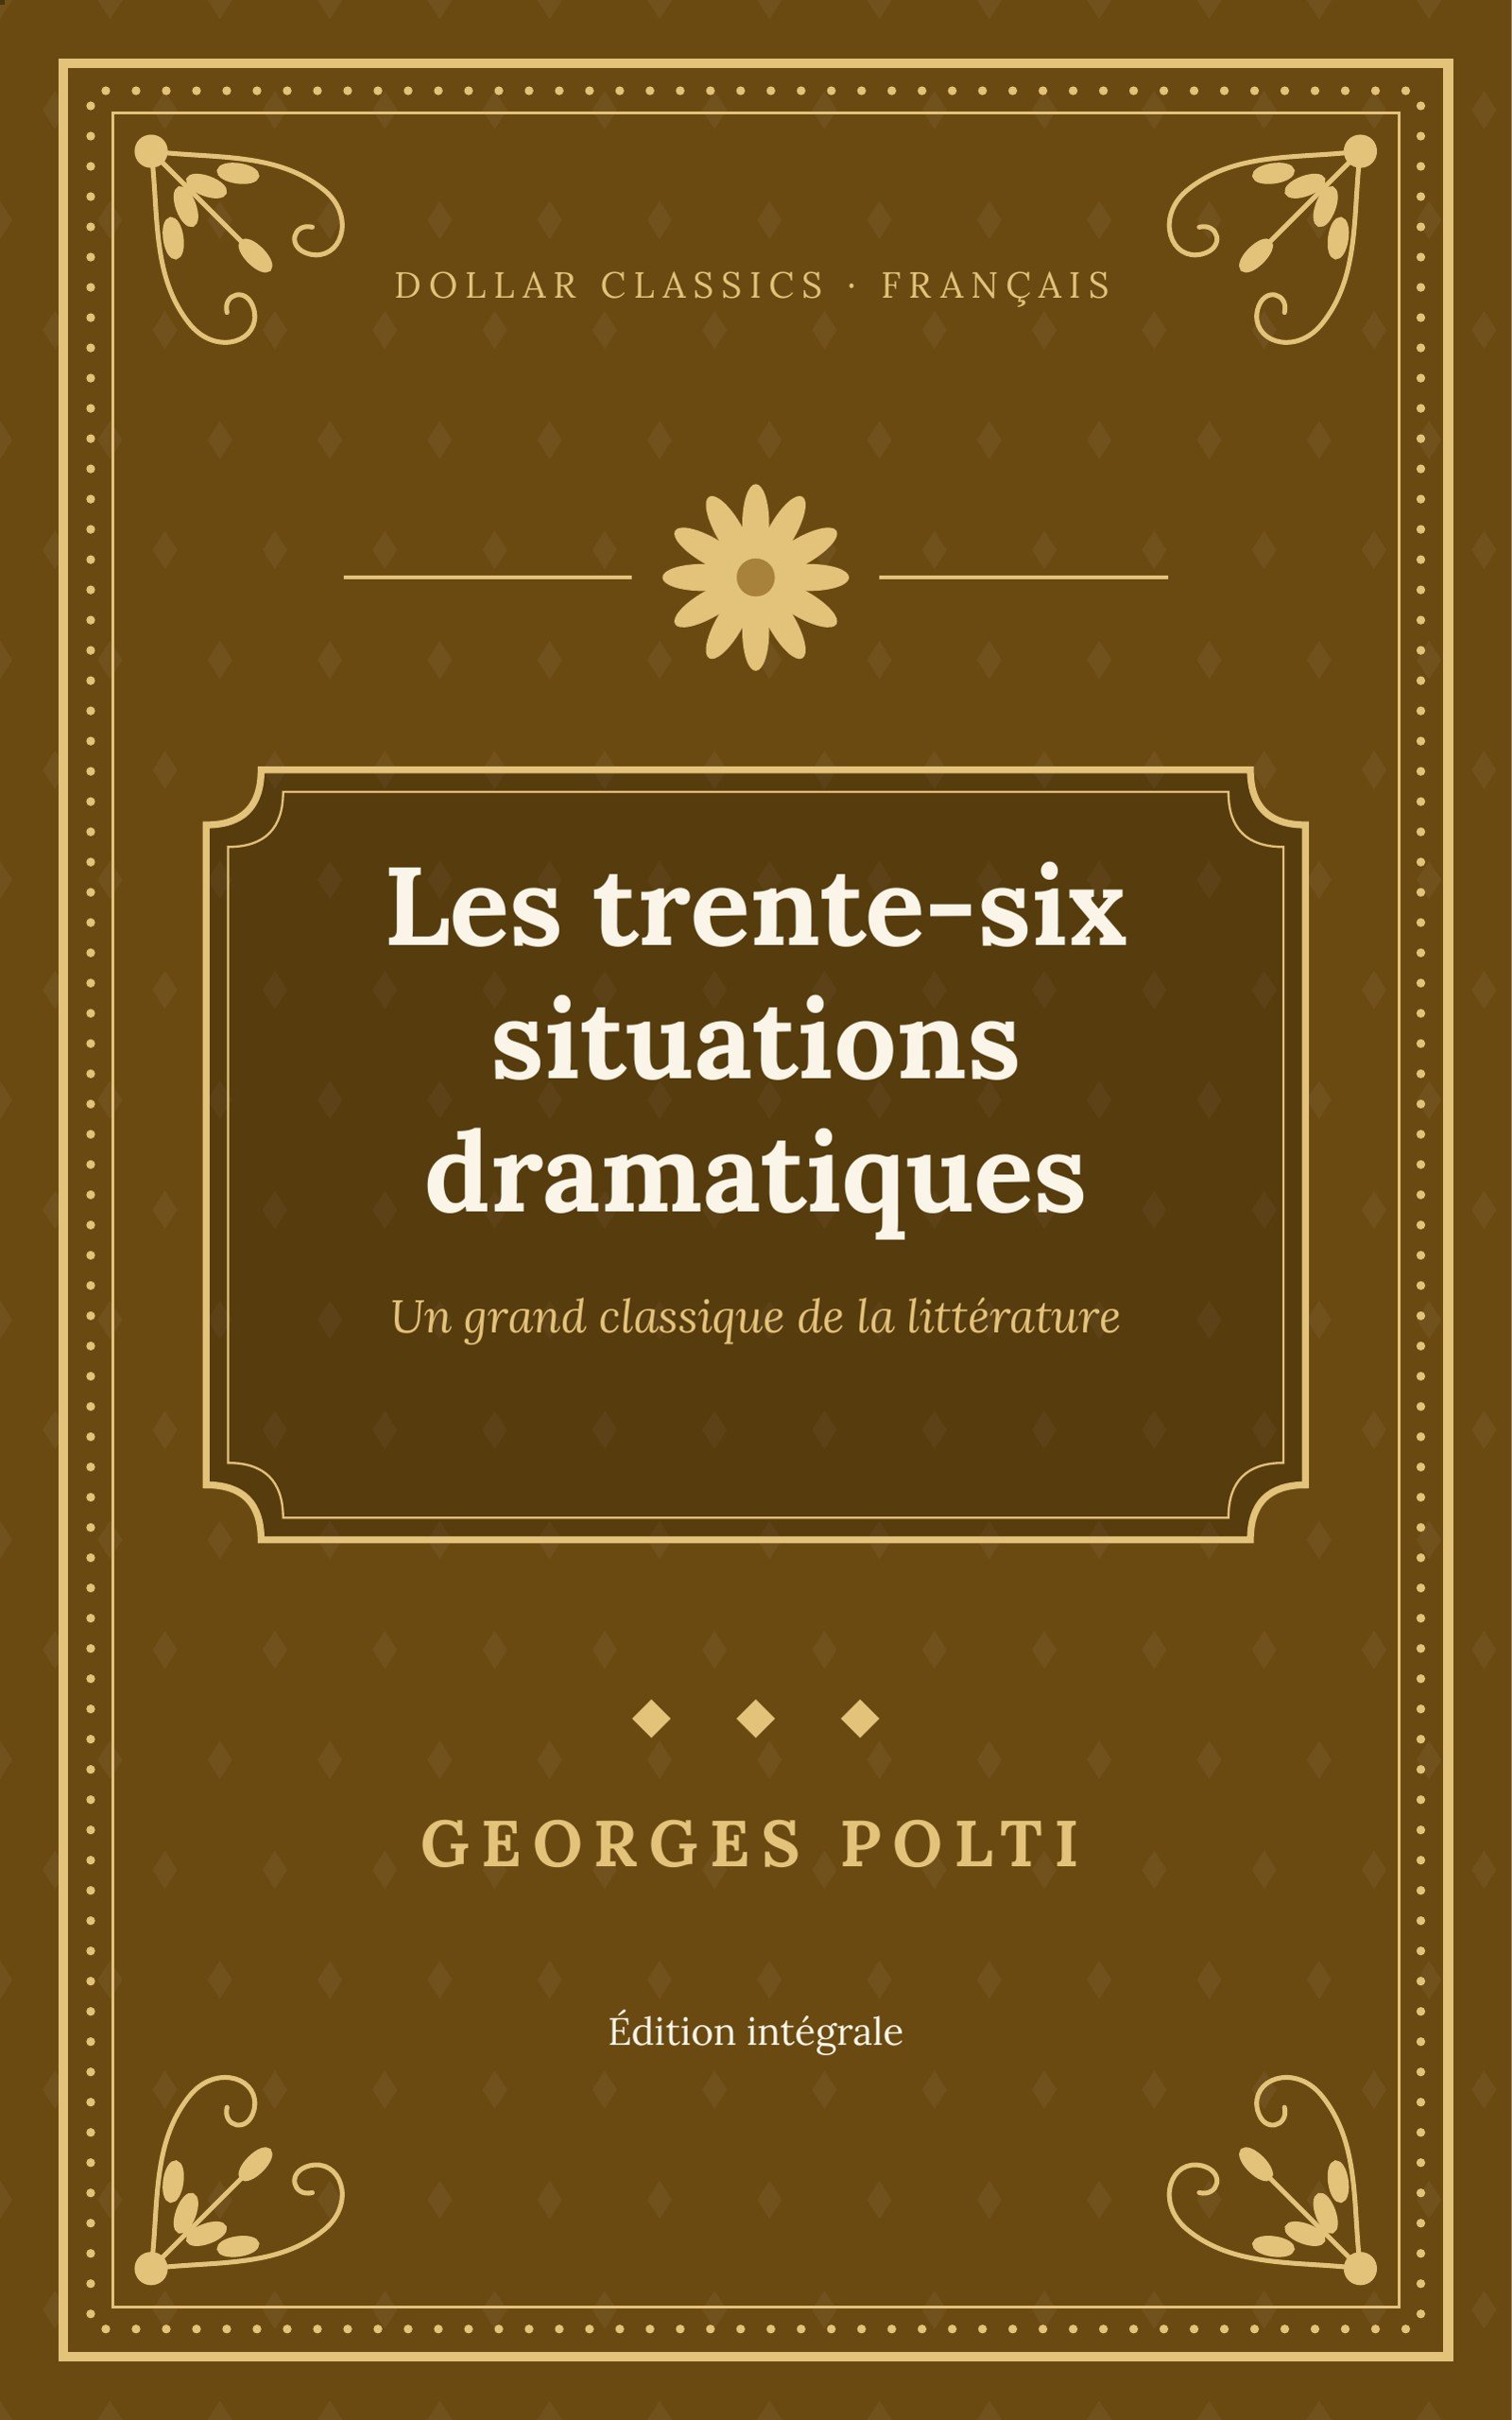 DOLLAR CLASSICS · FRANÇAIS
Les trente-six
situations
dramatiques
Un grand classique de la littérature
GEORGES POLTI
Édition intégrale